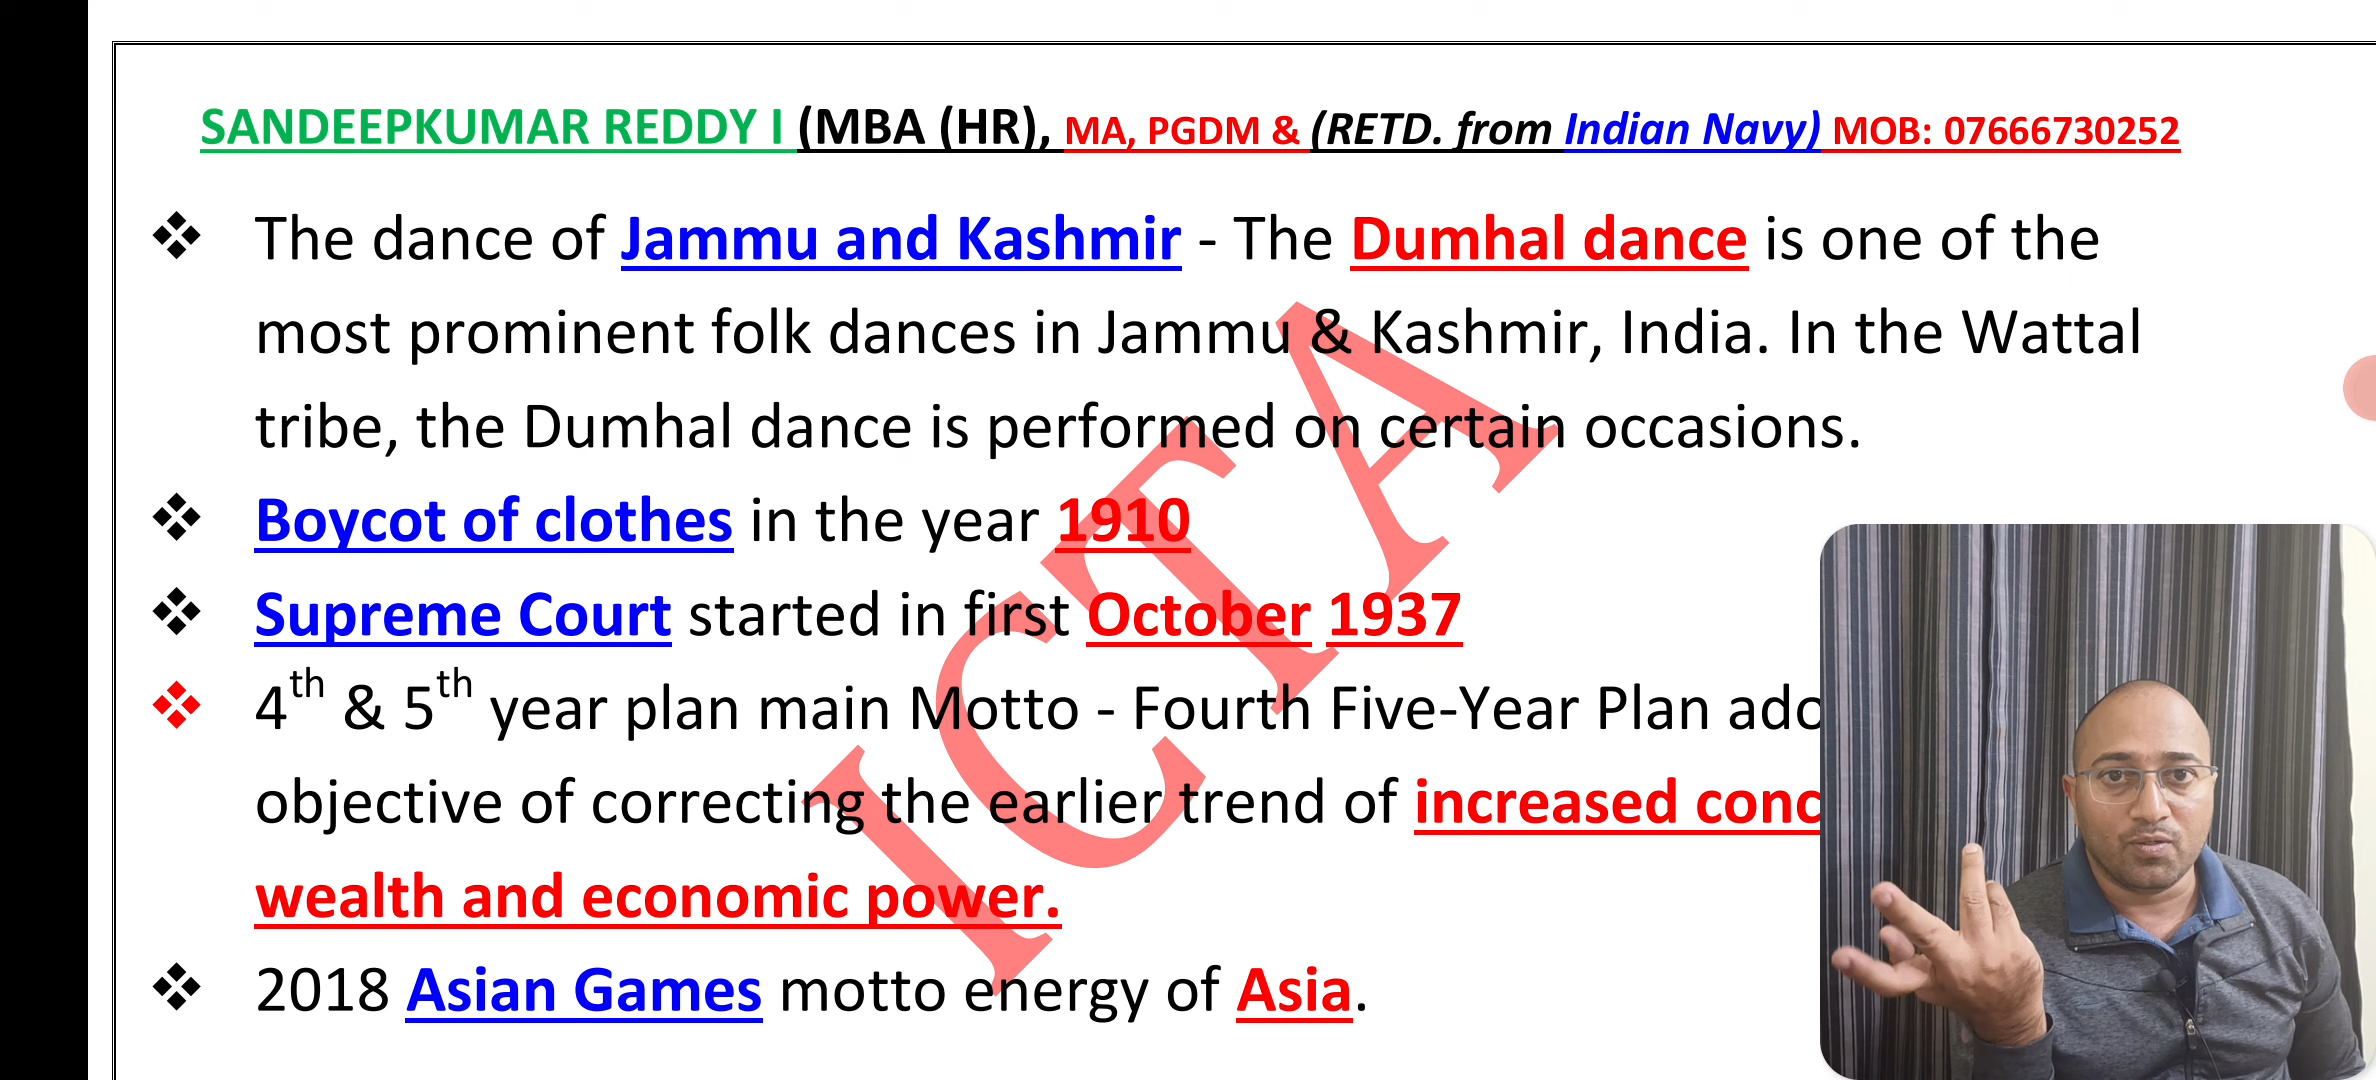 SANDEEPKUMAR REDDY I (MBA (HR), MA, PGDM & (RETD. from Indian Navy) MOB: 07666730252
❖ The dance of Jammu and Kashmir - The Dumhal dance is one of the
most prominent folk dances in Jammu & Kashmir, India. In the Wattal
tribe, the Dumhal dance is performed on certain occasions.
❖ Boycot of clothes in the year 1910
❖ Supreme Court started in first October 1937
❖ 4th & 5th year plan main Motto - Fourth Five-Year Plan ado
objective of correcting the earlier trend of increased conc
wealth and economic power.
❖ 2018 Asian Games motto energy of Asia.
ICTA